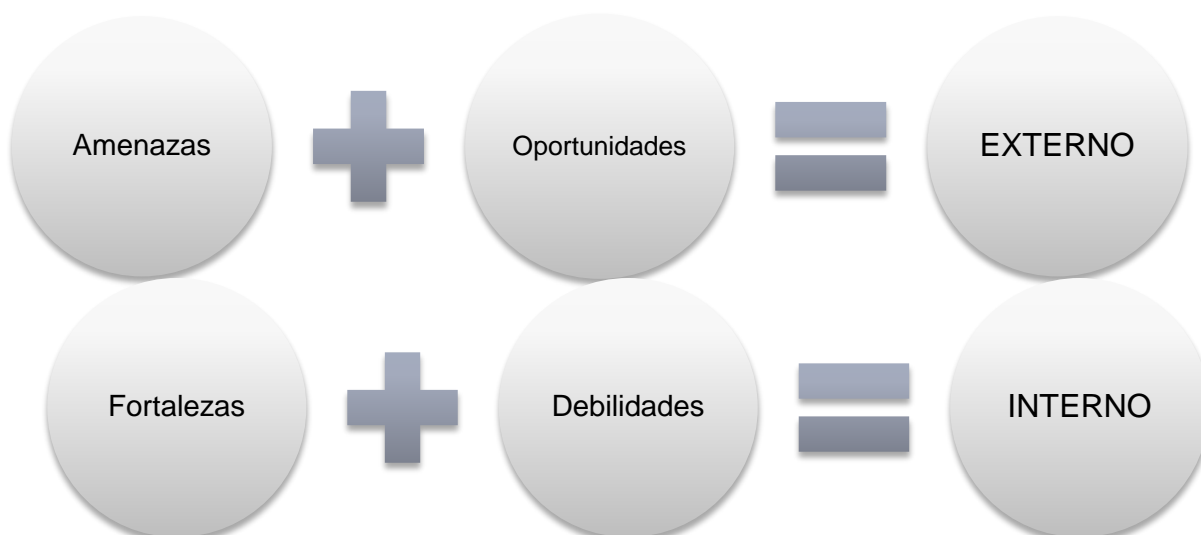 Amenazas
Oportunidades
EXTERNO
Fortalezas
Debilidades
INTERNO